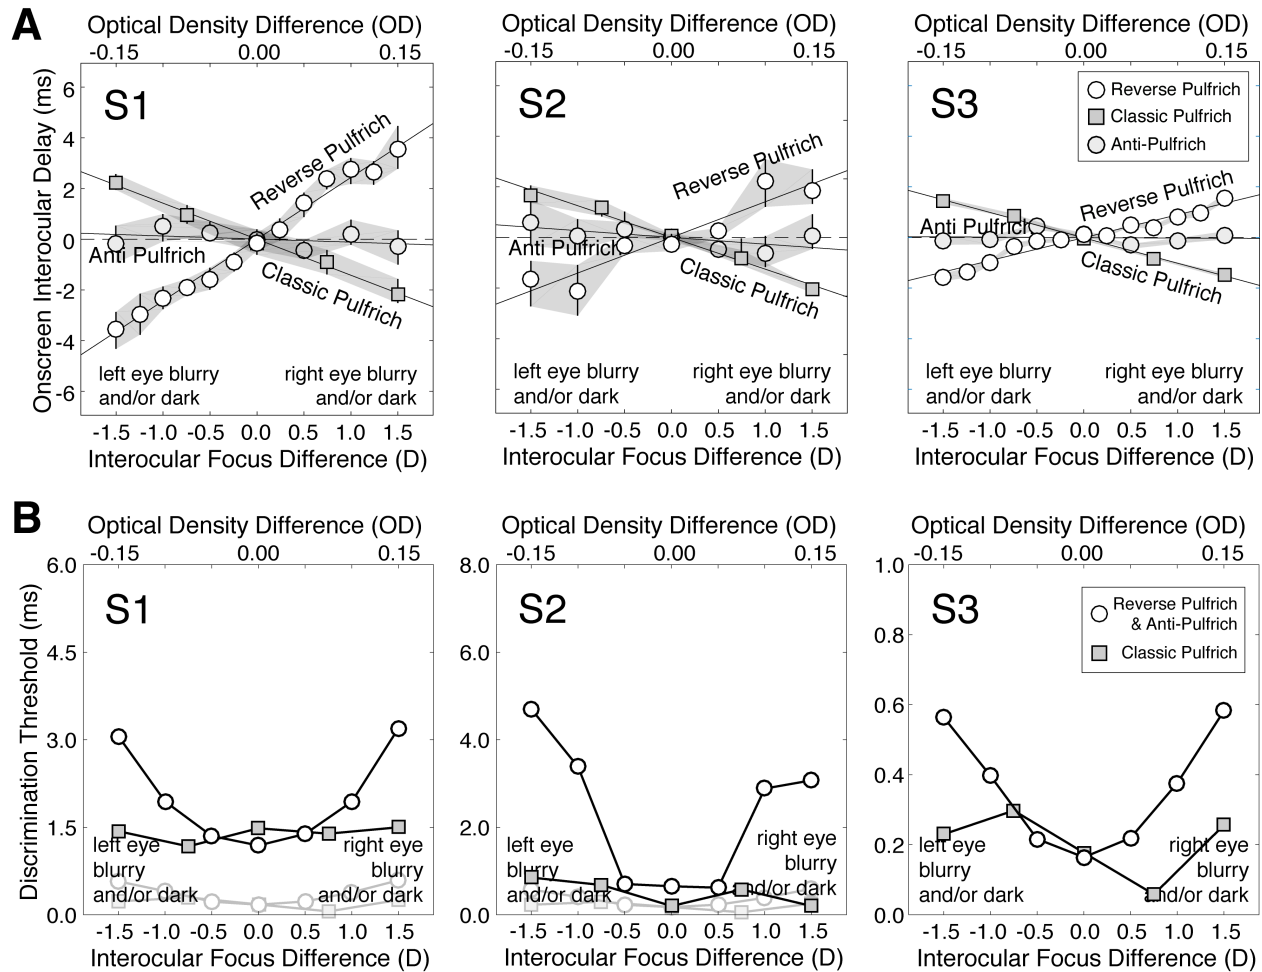 A
Optical Density Difference (OD)
-0.15 0.00 0.15
S1
Reverse Pulfrich
Anti Pulfrich
Classic Pulfrich
Onscreen Interocular Delay (ms)
6
4
2
0
-2
-4
-6
left eye blurry
and/or dark
right eye blurry
and/or dark
-1.5 -1.0 -0.5 0.0 0.5 1.0 1.5
Interocular Focus Difference (D)
Optical Density Difference (OD)
-0.15 0.00 0.15
S2
Reverse Pulfrich
Anti Pulfrich
Classic Pulfrich
left eye blurry
and/or dark
right eye blurry
and/or dark
-1.5 -1.0 -0.5 0.0 0.5 1.0 1.5
Interocular Focus Difference (D)
Optical Density Difference (OD)
-0.15 0.00 0.15
S3
Reverse Pulfrich
Classic Pulfrich
Anti-Pulfrich
Reverse Pulfrich
Anti Pulfrich
Classic Pulfrich
left eye blurry
and/or dark
right eye blurry
and/or dark
-1.5 -1.0 -0.5 0.0 0.5 1.0 1.5
Interocular Focus Difference (D)
B
Optical Density Difference (OD)
-0.15 0.00 0.15
S1
Discrimination Threshold (ms)
6.0
4.5
3.0
1.5
0.0
left eye
blurry
and/or dark
right eye
blurry
and/or dark
-1.5 -1.0 -0.5 0.0 0.5 1.0 1.5
Interocular Focus Difference (D)
Optical Density Difference (OD)
-0.15 0.00 0.15
S2
8.0
6.0
4.0
2.0
0.0
left eye
blurry
and/or dark
right eye
blurry
and/or dark
-1.5 -1.0 -0.5 0.0 0.5 1.0 1.5
Interocular Focus Difference (D)
Optical Density Difference (OD)
-0.15 0.00 0.15
S3
Reverse Pulfrich
& Anti-Pulfrich
Classic Pulfrich
1.0
0.8
0.6
0.4
0.2
0.0
left eye
blurry
and/or dark
right eye
blurry
and/or dark
-1.5 -1.0 -0.5 0.0 0.5 1.0 1.5
Interocular Focus Difference (D)